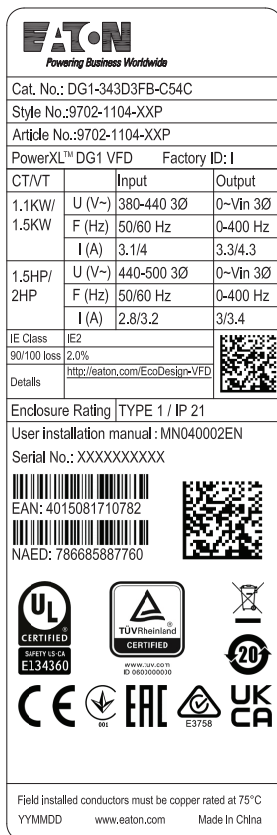 EATON
Powering Business Worldwide
Cat. No.: DG1-343D3FB-C54C
Style No.:9702-1104-XXP
Article No.:9702-1104-XXP
PowerXL™ DG1 VFD Factory ID: I
CT/VT Input Output
1.1KW/ 1.5KW U (V~) 380-440 3Ø 0~Vin 3Ø
F (Hz) 50/60 Hz 0-400 Hz
I (A) 3.1/4 3.3/4.3
1.5HP/ 2HP U (V~) 440-500 3Ø 0~Vin 3Ø
F (Hz) 50/60 Hz 0-400 Hz
I (A) 2.8/3.2 3/3.4
IE Class IE2
90/100 loss 2.0%
Details http://eaton.com/EcoDesign-VFD
Enclosure Rating TYPE 1 / IP 21
User installation manual : MN040002EN
Serial No.: XXXXXXXXXX
EAN: 4015081710782
NAED: 786685887760
UL
CERTIFIED
SAFETY US-CA
E134360
TÜVRheinland
CERTIFIED
www.tuv.com
ID 0600000000
20
CE
001
EAC
E3758
UK
CA
Field installed conductors must be copper rated at 75°C
YYMMDD www.eaton.com Made In China